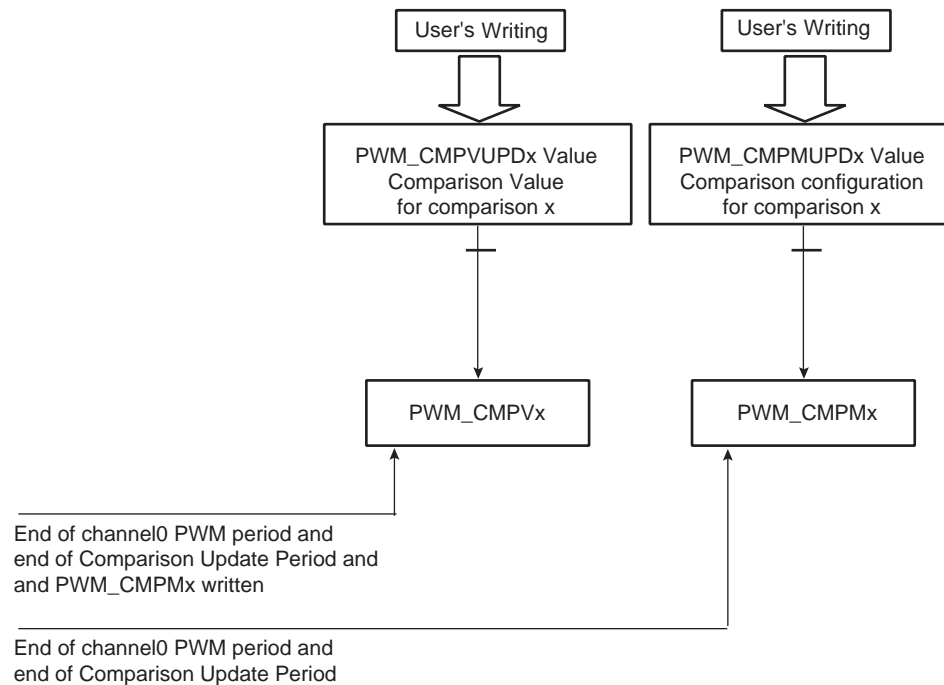 User's Writing
User's Writing
PWM_CMPVUPDx Value
Comparison Value
for comparison x
PWM_CMPMUPDx Value
Comparison configuration
for comparison x
PWM_CMPVx
PWM_CMPMx
End of channel0 PWM period and
end of Comparison Update Period and
and PWM_CMPMx written
End of channel0 PWM period and
end of Comparison Update Period